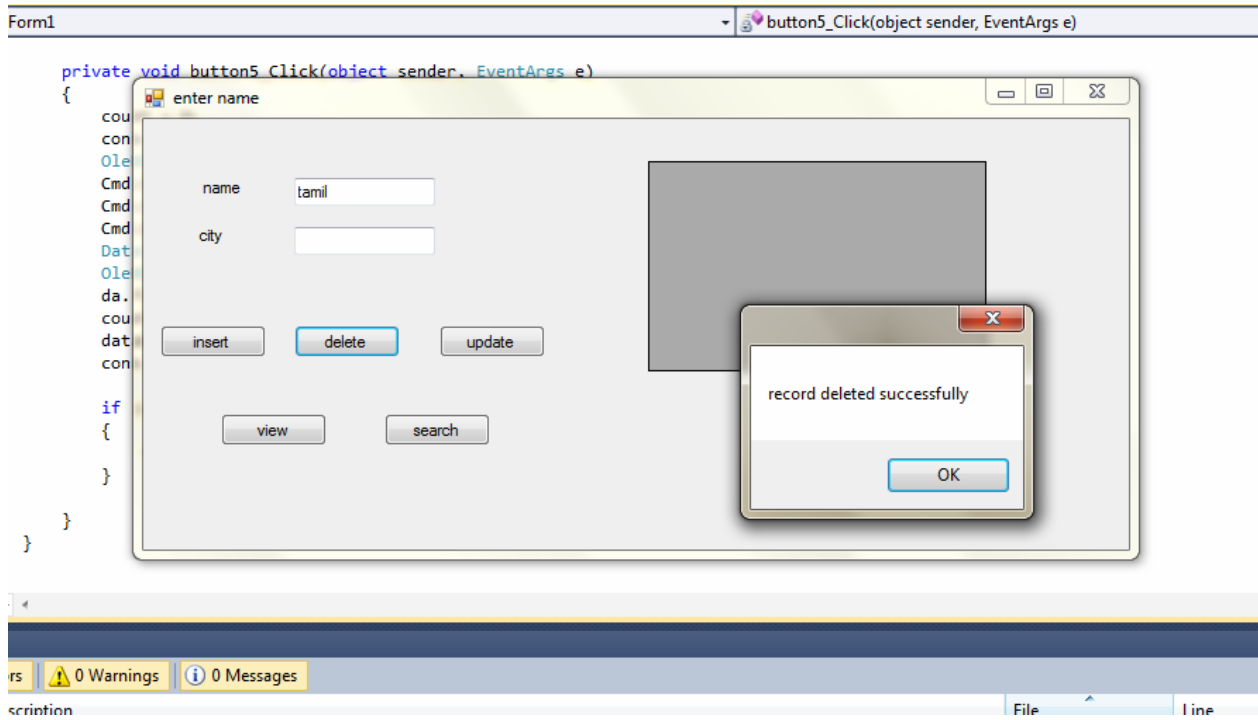 Form1 button5_Click(object sender, EventArgs e)
private void button5_Click(object sender, EventArgs e)
{
enter name
cou
con
Ole
Cmd
Cmd
Cmd
Dat
Ole
da.
cou
dat
con
name tamil
city
insert delete update
view search
record deleted successfully
OK
if
{
}
}
}
0 Warnings 0 Messages
File Line